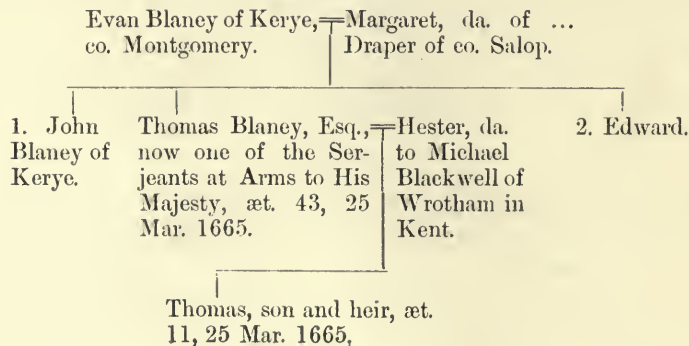 Evan Blaney of Kerye,
co. Montgomery.
Margaret, da. of ...
Draper of co. Salop.
1. John
Blaney of
Kerye.
Thomas Blaney, Esq.,
now one of the Ser-
jeants at Arms to His
Majesty, æt. 43, 25
Mar. 1665.
Hester, da.
to Michael
Blackwell of
Wrotham in
Kent.
2. Edward.
Thomas, son and heir, æt.
11, 25 Mar. 1665.